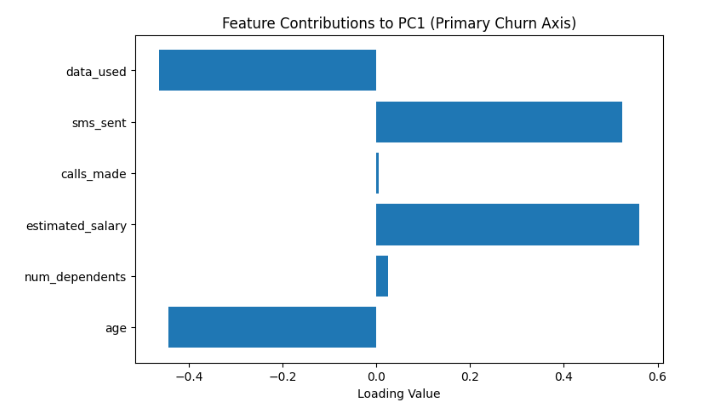 Feature Contributions to PC1 (Primary Churn Axis)
data_used
sms_sent
calls_made
estimated_salary
num_dependents
age
−0.4 −0.2 0.0 0.2 0.4 0.6
Loading Value